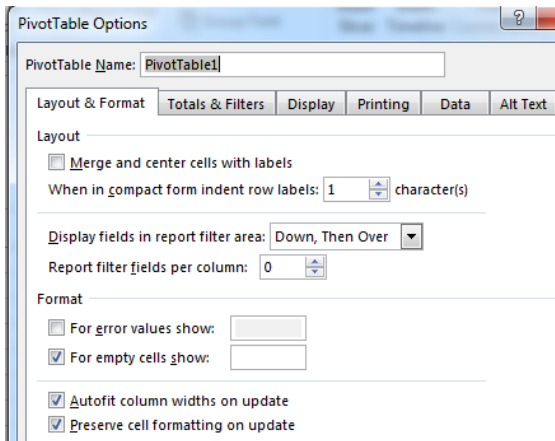 PivotTable Options
PivotTable Name: PivotTable1
Layout & Format Totals & Filters Display Printing Data Alt Text
Layout
Merge and center cells with labels
When in compact form indent row labels: 1 character(s)
Display fields in report filter area: Down, Then Over
Report filter fields per column: 0
Format
For error values show:
For empty cells show:
Autofit column widths on update
Preserve cell formatting on update